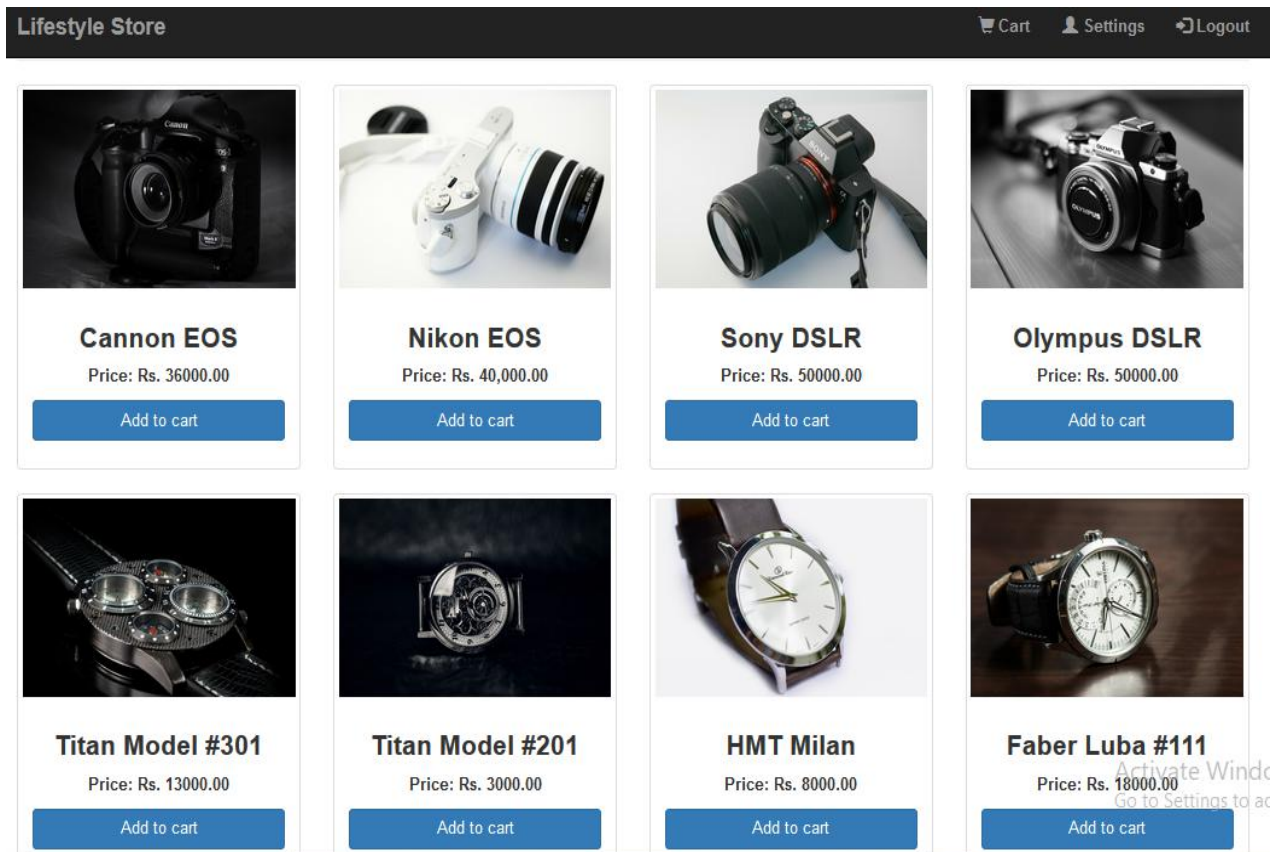 Lifestyle Store
Cart Settings Logout
Canon
SONY
OLYMPUS
OLYMPUS
Cannon EOS
Nikon EOS
Sony DSLR
Olympus DSLR
Price: Rs. 36000.00
Price: Rs. 40,000.00
Price: Rs. 50000.00
Price: Rs. 50000.00
Add to cart
Add to cart
Add to cart
Add to cart
Titan Model #301
Titan Model #201
HMT Milan
Faber Luba #111
Price: Rs. 13000.00
Price: Rs. 3000.00
Price: Rs. 8000.00
Price: Rs. 18000.00
Activate Windo
Go to Settings to ac
Add to cart
Add to cart
Add to cart
Add to cart